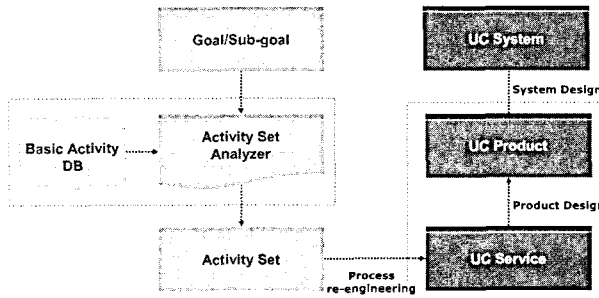 Goal/Sub-goal
UC System
System Design
Basic Activity
DB
Activity Set
Analyzer
UC Product
Product Design
Activity Set
Process
re-engineering
UC Service